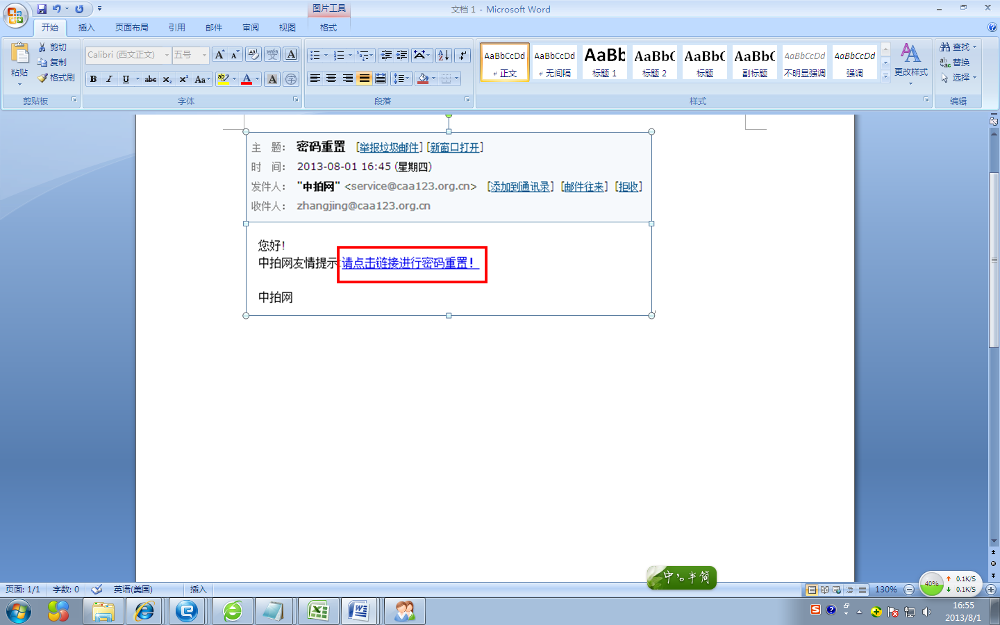 图片工具
文档 1 - Microsoft Word
开始 插入 页面布局 引用 邮件 审阅 视图 格式
粘贴
剪切
复制
格式刷
剪贴板
Calibri (西文正文) 五号
字体
段落
AaBbCcDd AaBbCcDd AaBb AaBbC AaBbC AaBbC AaBbCcDd AaBbCcDd
正文 无间隔 标题 1 标题 2 标题 副标题 不明显强调 强调
更改样式
样式
查找
替换
选择
编辑
主 题： 密码重置 [举报垃圾邮件] [新窗口打开]
时 间： 2013-08-01 16:45 (星期四)
发件人： "中拍网" <service@caa123.org.cn> [添加到通讯录] [邮件往来] [拒收]
收件人： zhangjing@caa123.org.cn
您好！
中拍网友情提示:请点击链接进行密码重置！
中拍网
中 半 简
页面: 1/1 字数: 0 英语(美国) 插入
130%
40% 0.1K/S
0.1K/S
16:55
2013/8/1